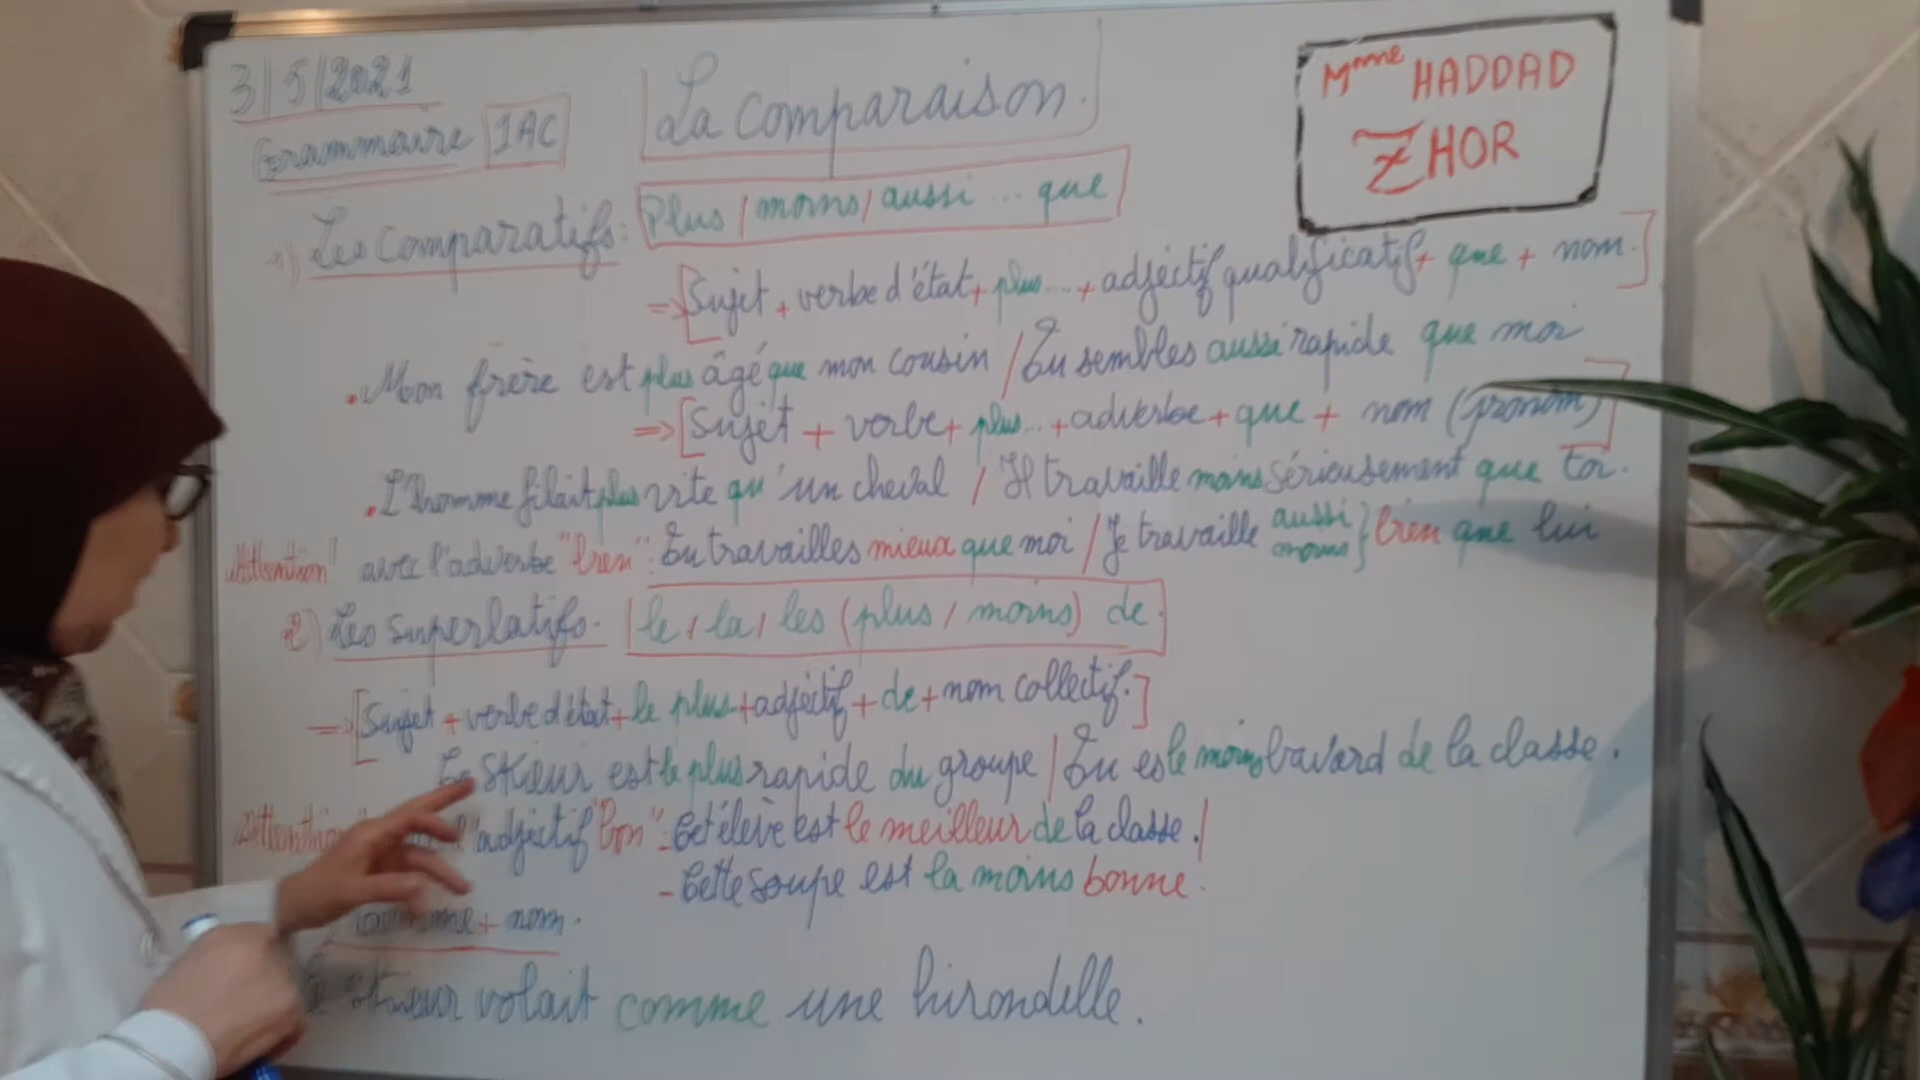 3/5/2021
Grammaire 1AC
La comparaison.
Mme HADDAD
ZHOR
1) Les comparatifs: Plus / moins / aussi ... que
=> [Sujet + verbe d'état + plus... + adjectif qualificatif + que + nom.]
. Mon frère est plus âgé que mon cousin / Tu sembles aussi rapide que moi
=> [Sujet + verbe + plus... + adverbe + que + nom (pronom)]
. L'homme filait plus vite qu'un cheval / Il travaille moins sérieusement que toi.
Attention! avec l'adverbe "bien": Tu travailles mieux que moi / Je travaille aussi moins } bien que lui
2) Les superlatifs. le, la, les (plus / moins) de.
=> [Sujet + verbe d'état + le plus + adjectif + de + nom collectif.]
Ce skieur est le plus rapide du groupe / Tu es le moins bavard de la classe.
Attention l'adjectif "bon" - Cet élève est le meilleur de la classe. /
- Cette soupe est la moins bonne.
comme + nom.
skieur volait comme une hirondelle.